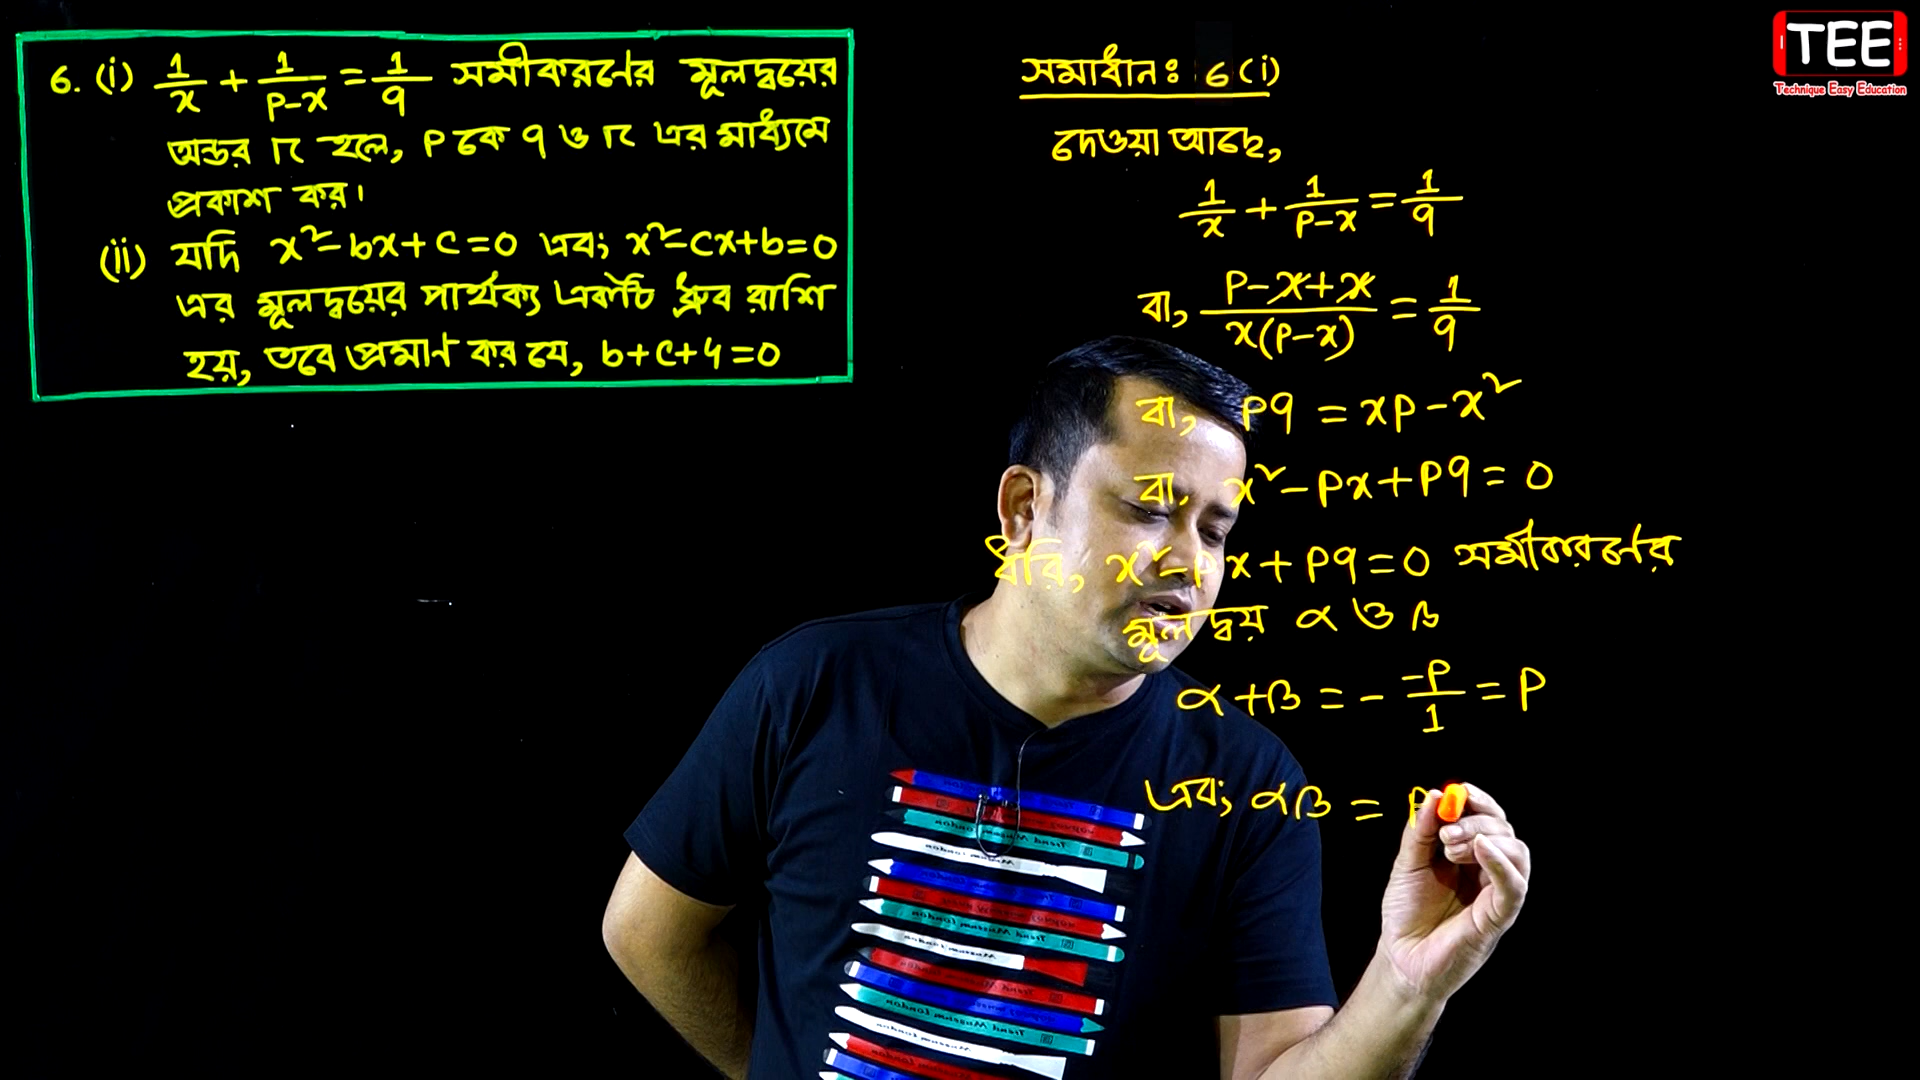 6. (i) 1/x + 1/(p-x) = 1/q সমীকরণের মূলদ্বয়ের
অন্তর r হলে, p কে q ও r এর মাধ্যমে
প্রকাশ কর।
(ii) যদি x²-bx+c=0 এবং x²-cx+b=0
এর মূলদ্বয়ের পার্থক্য একটি ধ্রুব রাশি
হয়, তবে প্রমাণ কর যে, b+c+4=0
সমাধানঃ 6(i)
দেওয়া আছে,
1/x + 1/(p-x) = 1/q
বা, (p-x+x)/(x(p-x)) = 1/q
বা, pq = xp-x²
বা, x²-px+pq=0
ধরি, x²-px+pq=0 সমীকরণের
মূলদ্বয় α ও β
α+β = - (-p)/1 = p
এবং αβ = p
TEE
Technique Easy Education